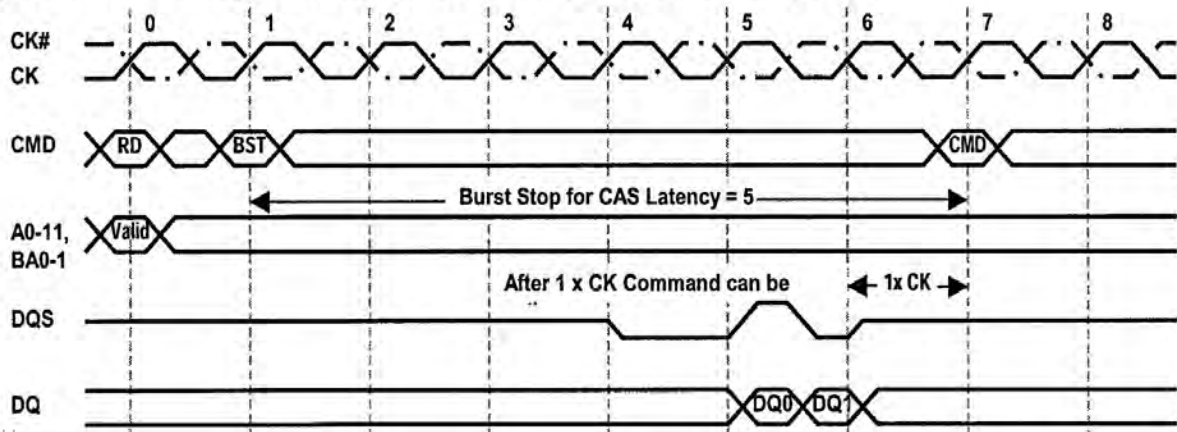 0 1 2 3 4 5 6 7 8
CK#
CK
CMD RD BST CMD
Burst Stop for CAS Latency = 5
A0-11, Valid
BA0-1
After 1 x CK Command can be 1x CK
DQS
DQ DQ0 DQ1